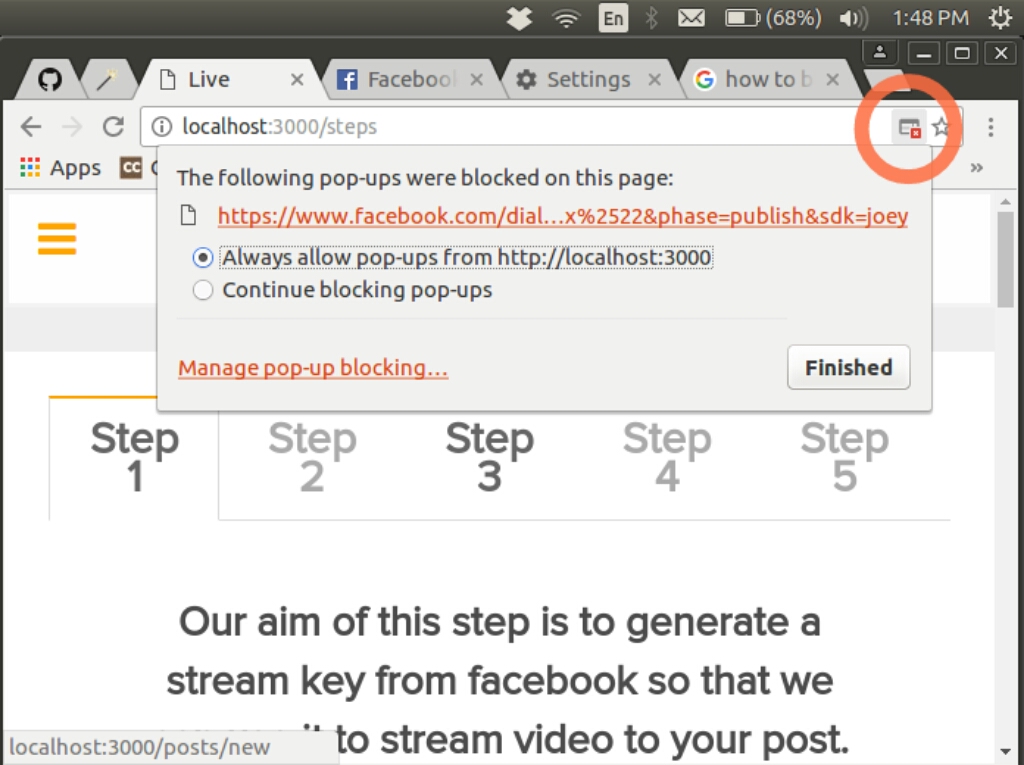 En (68%) 1:48 PM
Live Facebook Settings how to b
localhost:3000/steps
Apps CC
The following pop-ups were blocked on this page:
https://www.facebook.com/dial…x%2522&phase=publish&sdk=joey
Always allow pop-ups from http://localhost:3000
Continue blocking pop-ups
Manage pop-up blocking…
Finished
Step 1
Step 2
Step 3
Step 4
Step 5
Our aim of this step is to generate a
stream key from facebook so that we
it to stream video to your post.
localhost:3000/posts/new